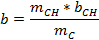 b = m_CH * b_CH / m_C